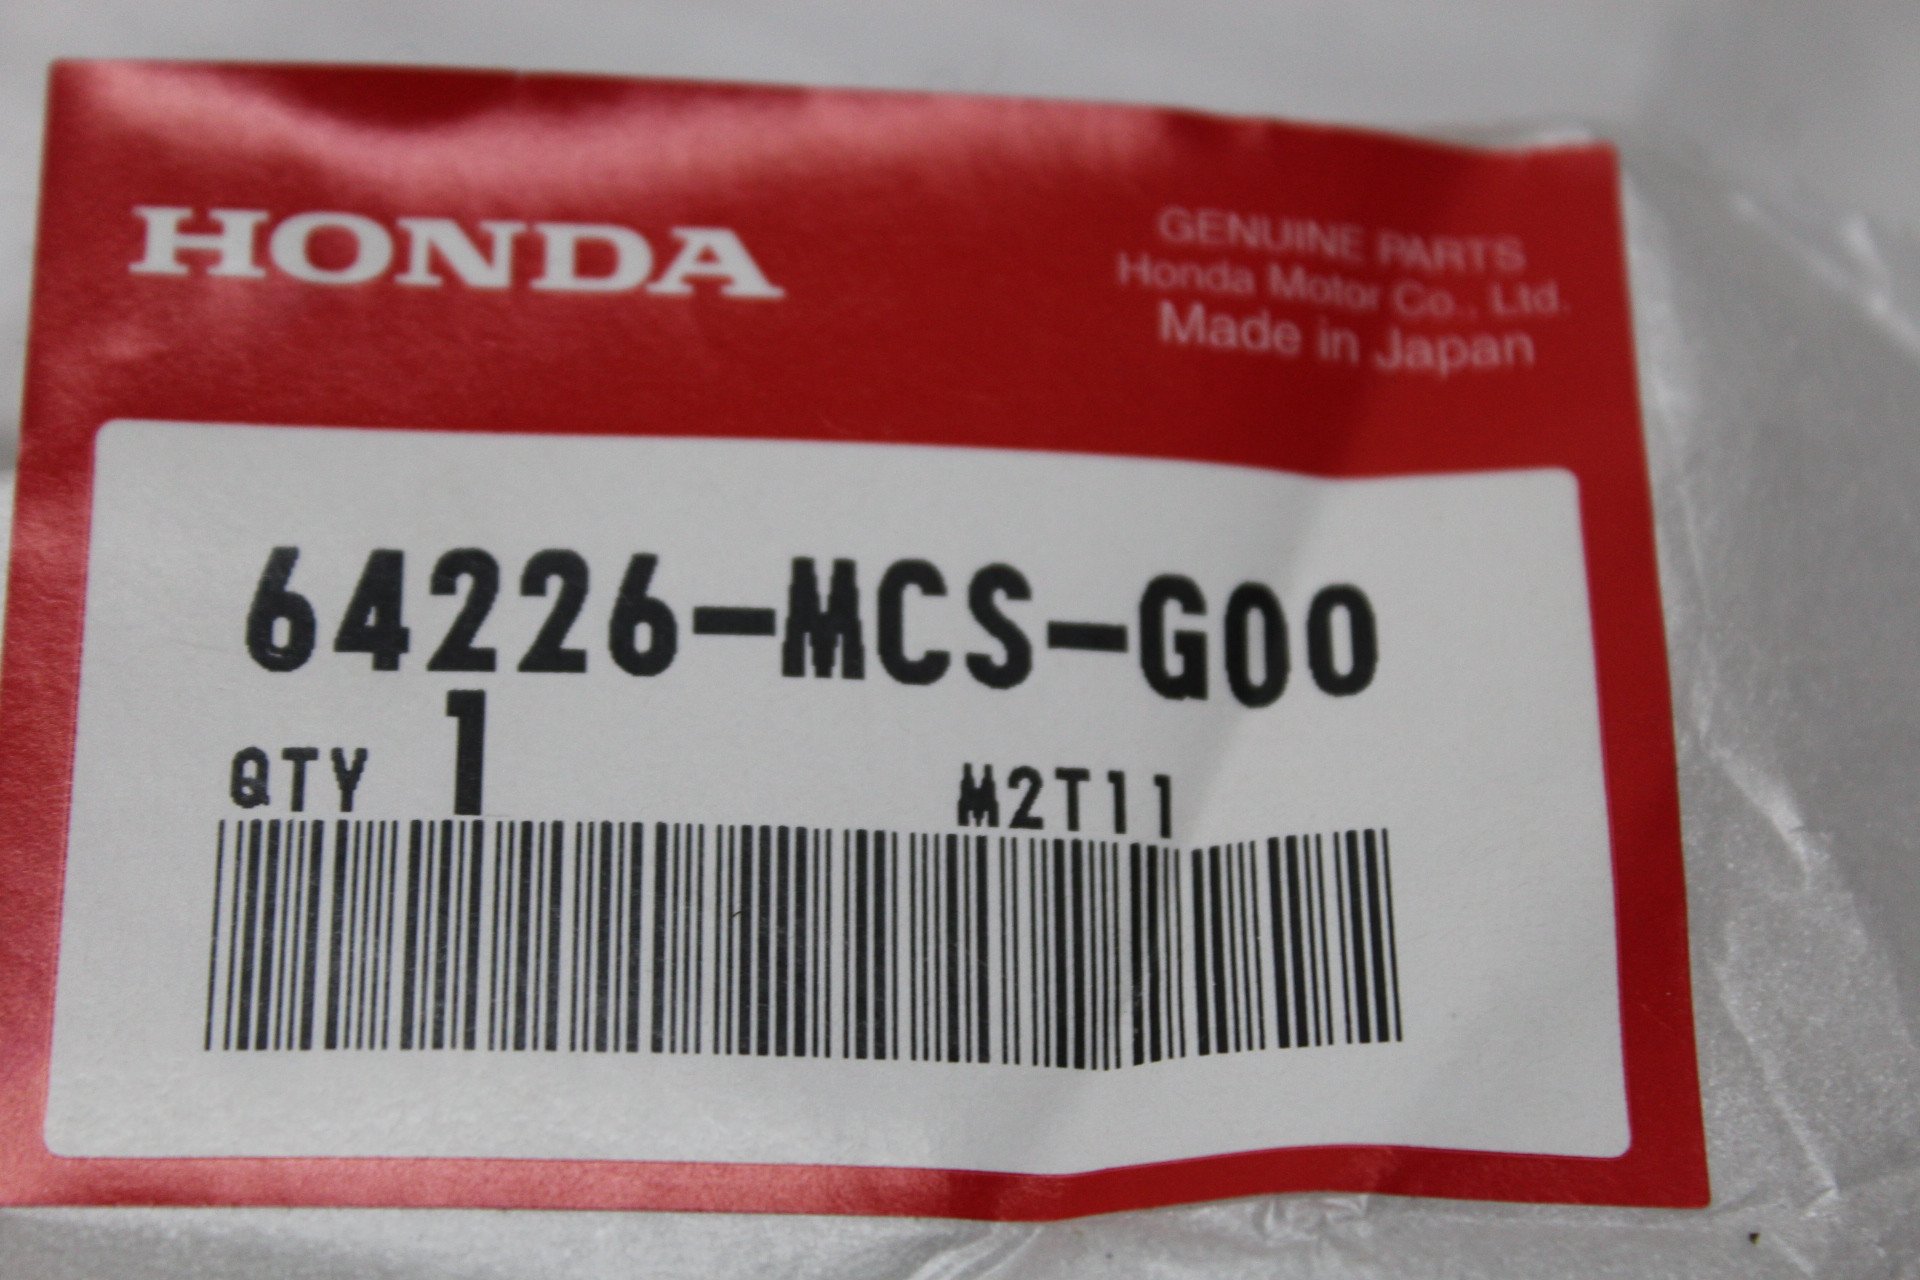 HONDA
GENUINE PARTS
Honda Motor Co., Ltd.
Made in Japan
64226-MCS-G00
QTY 1
M2T11